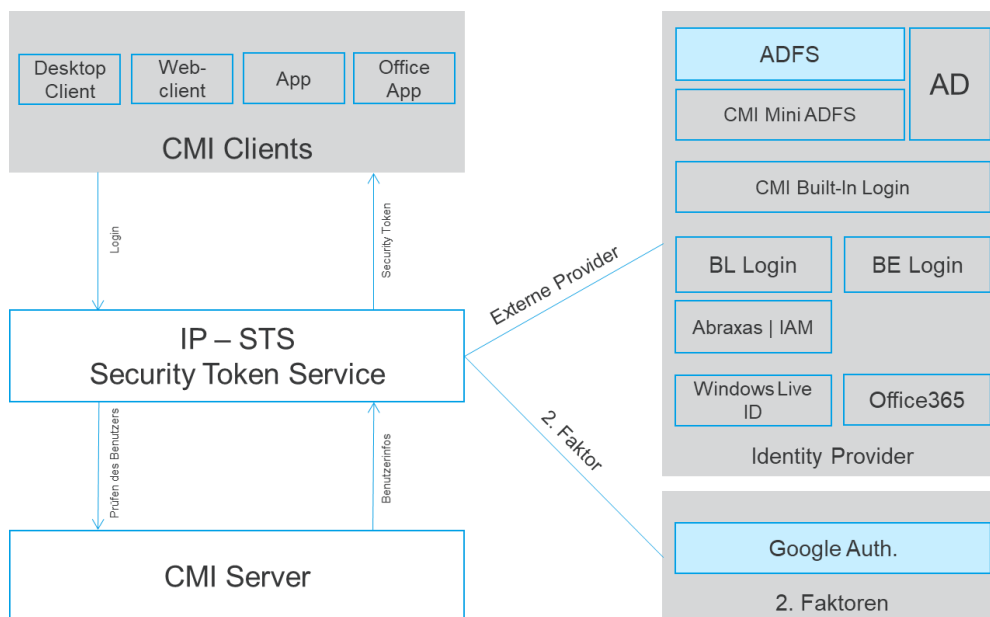 Desktop
Client
Web-
client
App
Office
App
CMI Clients
Login
Security Token
IP – STS
Security Token Service
Prüfen des Benutzers
Benutzerinfos
CMI Server
Externe Provider
2. Faktor
ADFS
AD
CMI Mini ADFS
CMI Built-In Login
BL Login
BE Login
Abraxas | IAM
Windows Live
ID
Office365
Identity Provider
Google Auth.
2. Faktoren